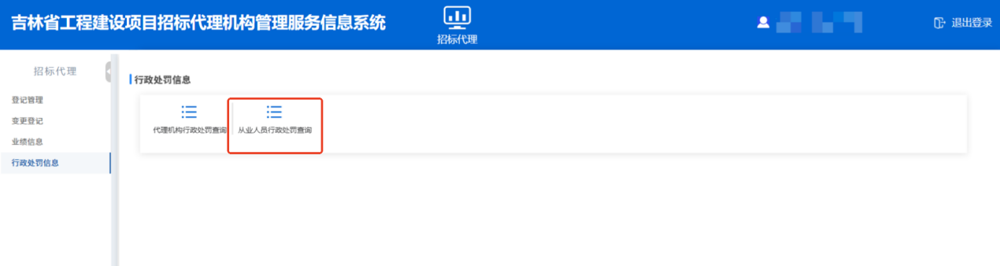 吉林省工程建设项目招标代理机构管理服务信息系统
招标代理
退出登录
招标代理
登记管理
变更登记
业绩信息
行政处罚信息
行政处罚信息
代理机构行政处罚查询
从业人员行政处罚查询